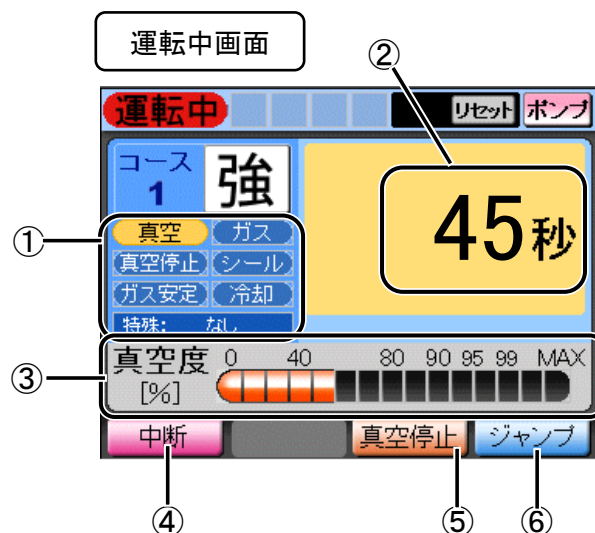 運転中画面
②
運転中 リセット ポンプ
コース 強
1
45秒
①
真空 ガス
真空停止 シール
ガス安定 冷却
特殊: なし
③
真空度 0 40 80 90 95 99 MAX
[%]
中断 真空停止 ジャンプ
④ ⑤ ⑥